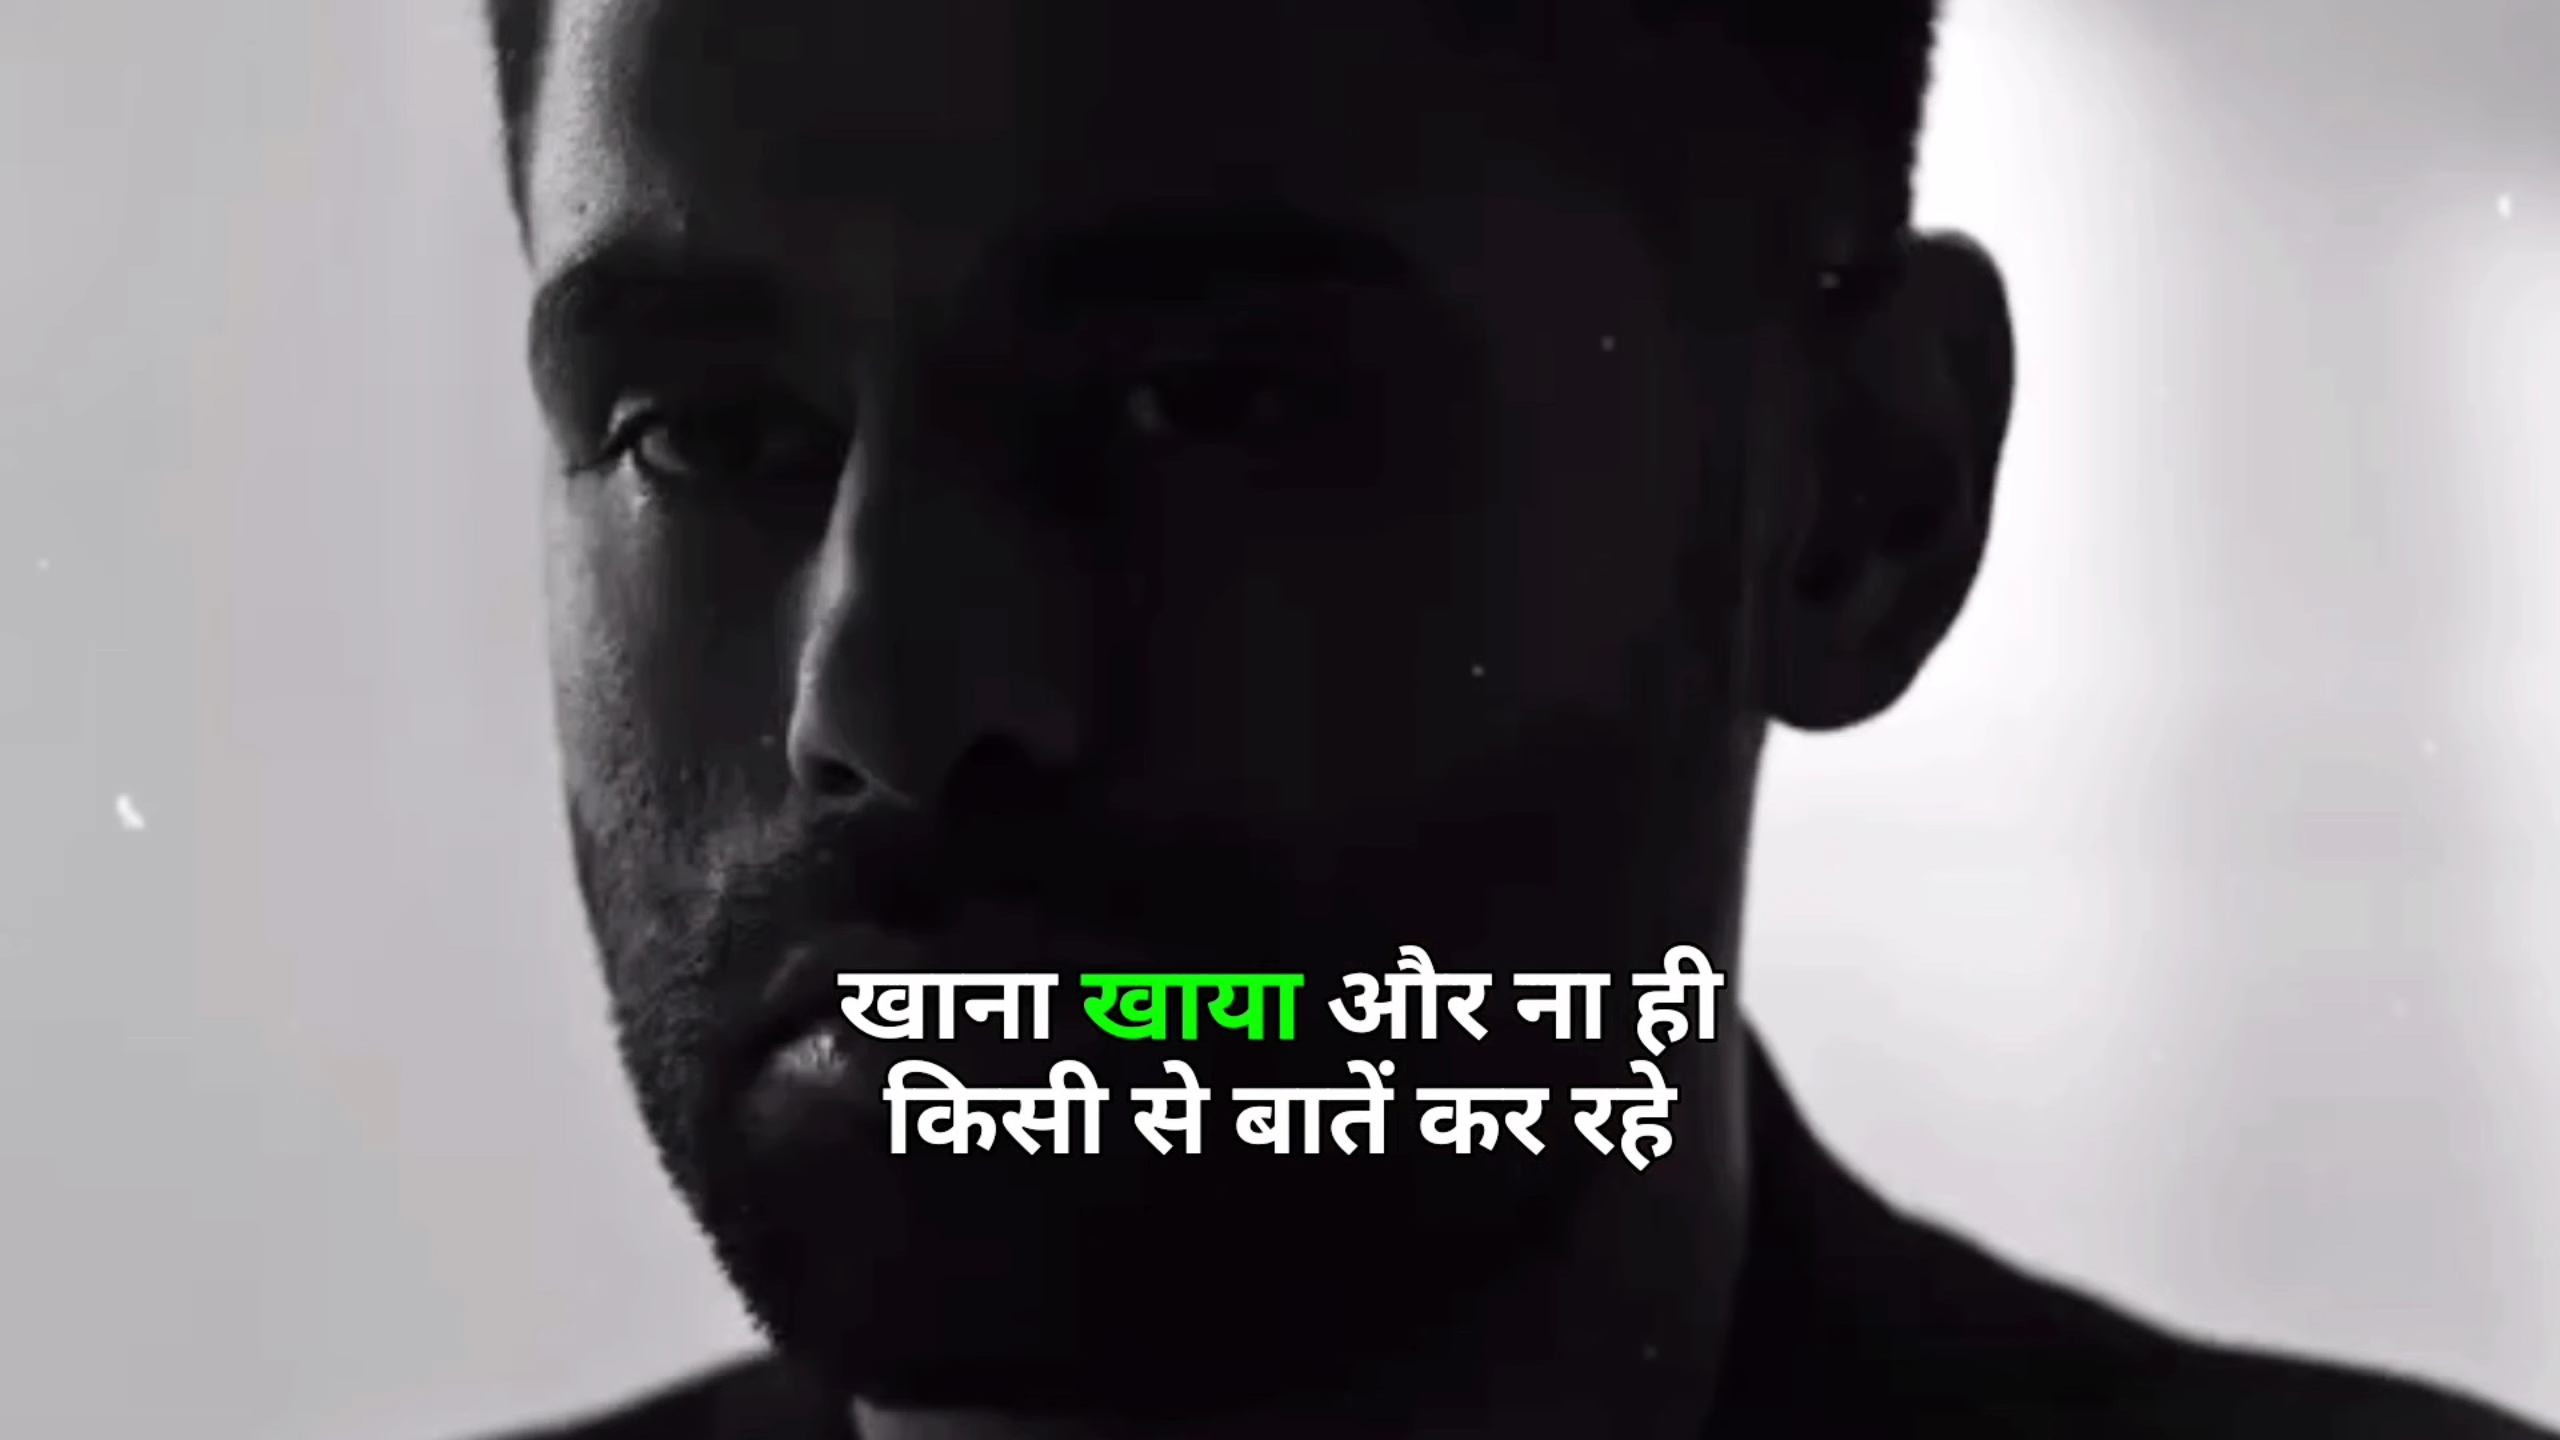 खाना खाया और ना ही
किसी से बातें कर रहे